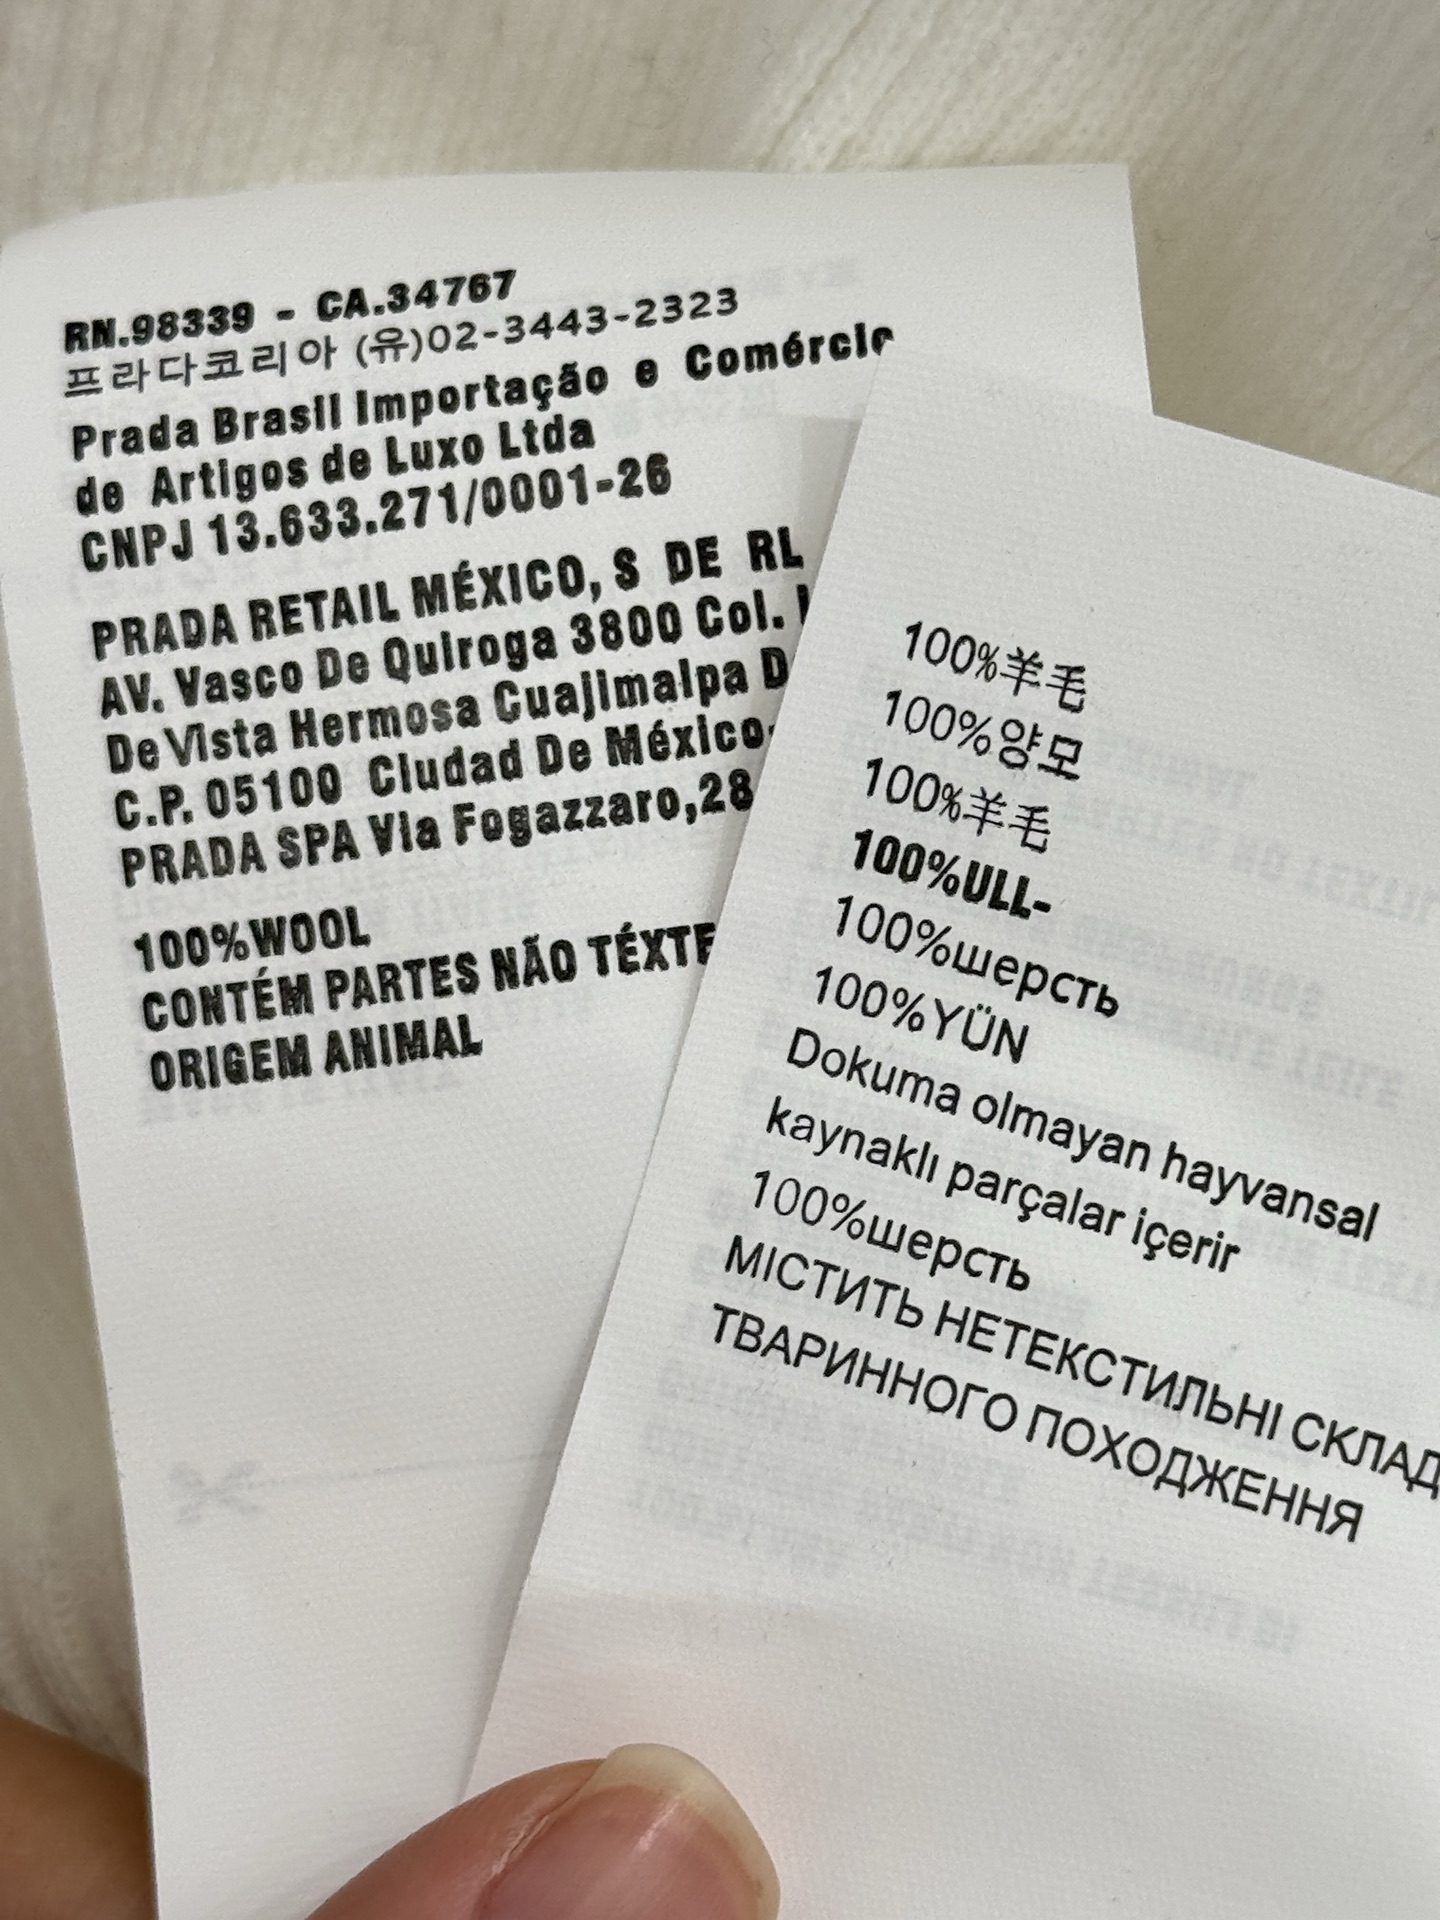 RN.98339 - CA.34767
프라다코리아 (유)02-3443-2323
Prada Brasil Importação e Comércio
de Artigos de Luxo Ltda
CNPJ 13.633.271/0001-26
PRADA RETAIL MÉXICO, S DE RL
AV. Vasco De Quiroga 3800 Col.
De Vista Hermosa Cuajimalpa D
C.P. 05100 Ciudad De México-
PRADA SPA Via Fogazzaro,28
100%WOOL
CONTÉM PARTES NÃO TÉXTE
ORIGEM ANIMAL
100%羊毛
100%양모
100%羊毛
100%ULL-
100%шерсть
100%YÜN
Dokuma olmayan hayvansal
kaynaklı parçalar içerir
100%шерсть
МІСТИТЬ НЕТЕКСТИЛЬНІ СКЛАД
ТВАРИННОГО ПОХОДЖЕННЯ